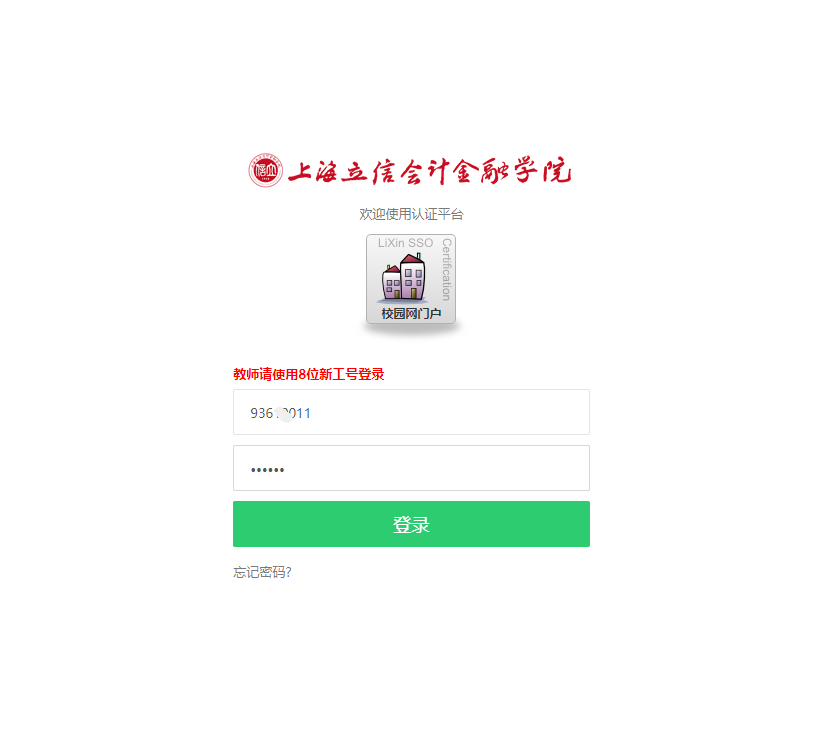 上海立信会计金融学院
欢迎使用认证平台
LiXin SSO
Certification
校园网门户
教师请使用8位新工号登录
••••••
登录
忘记密码?